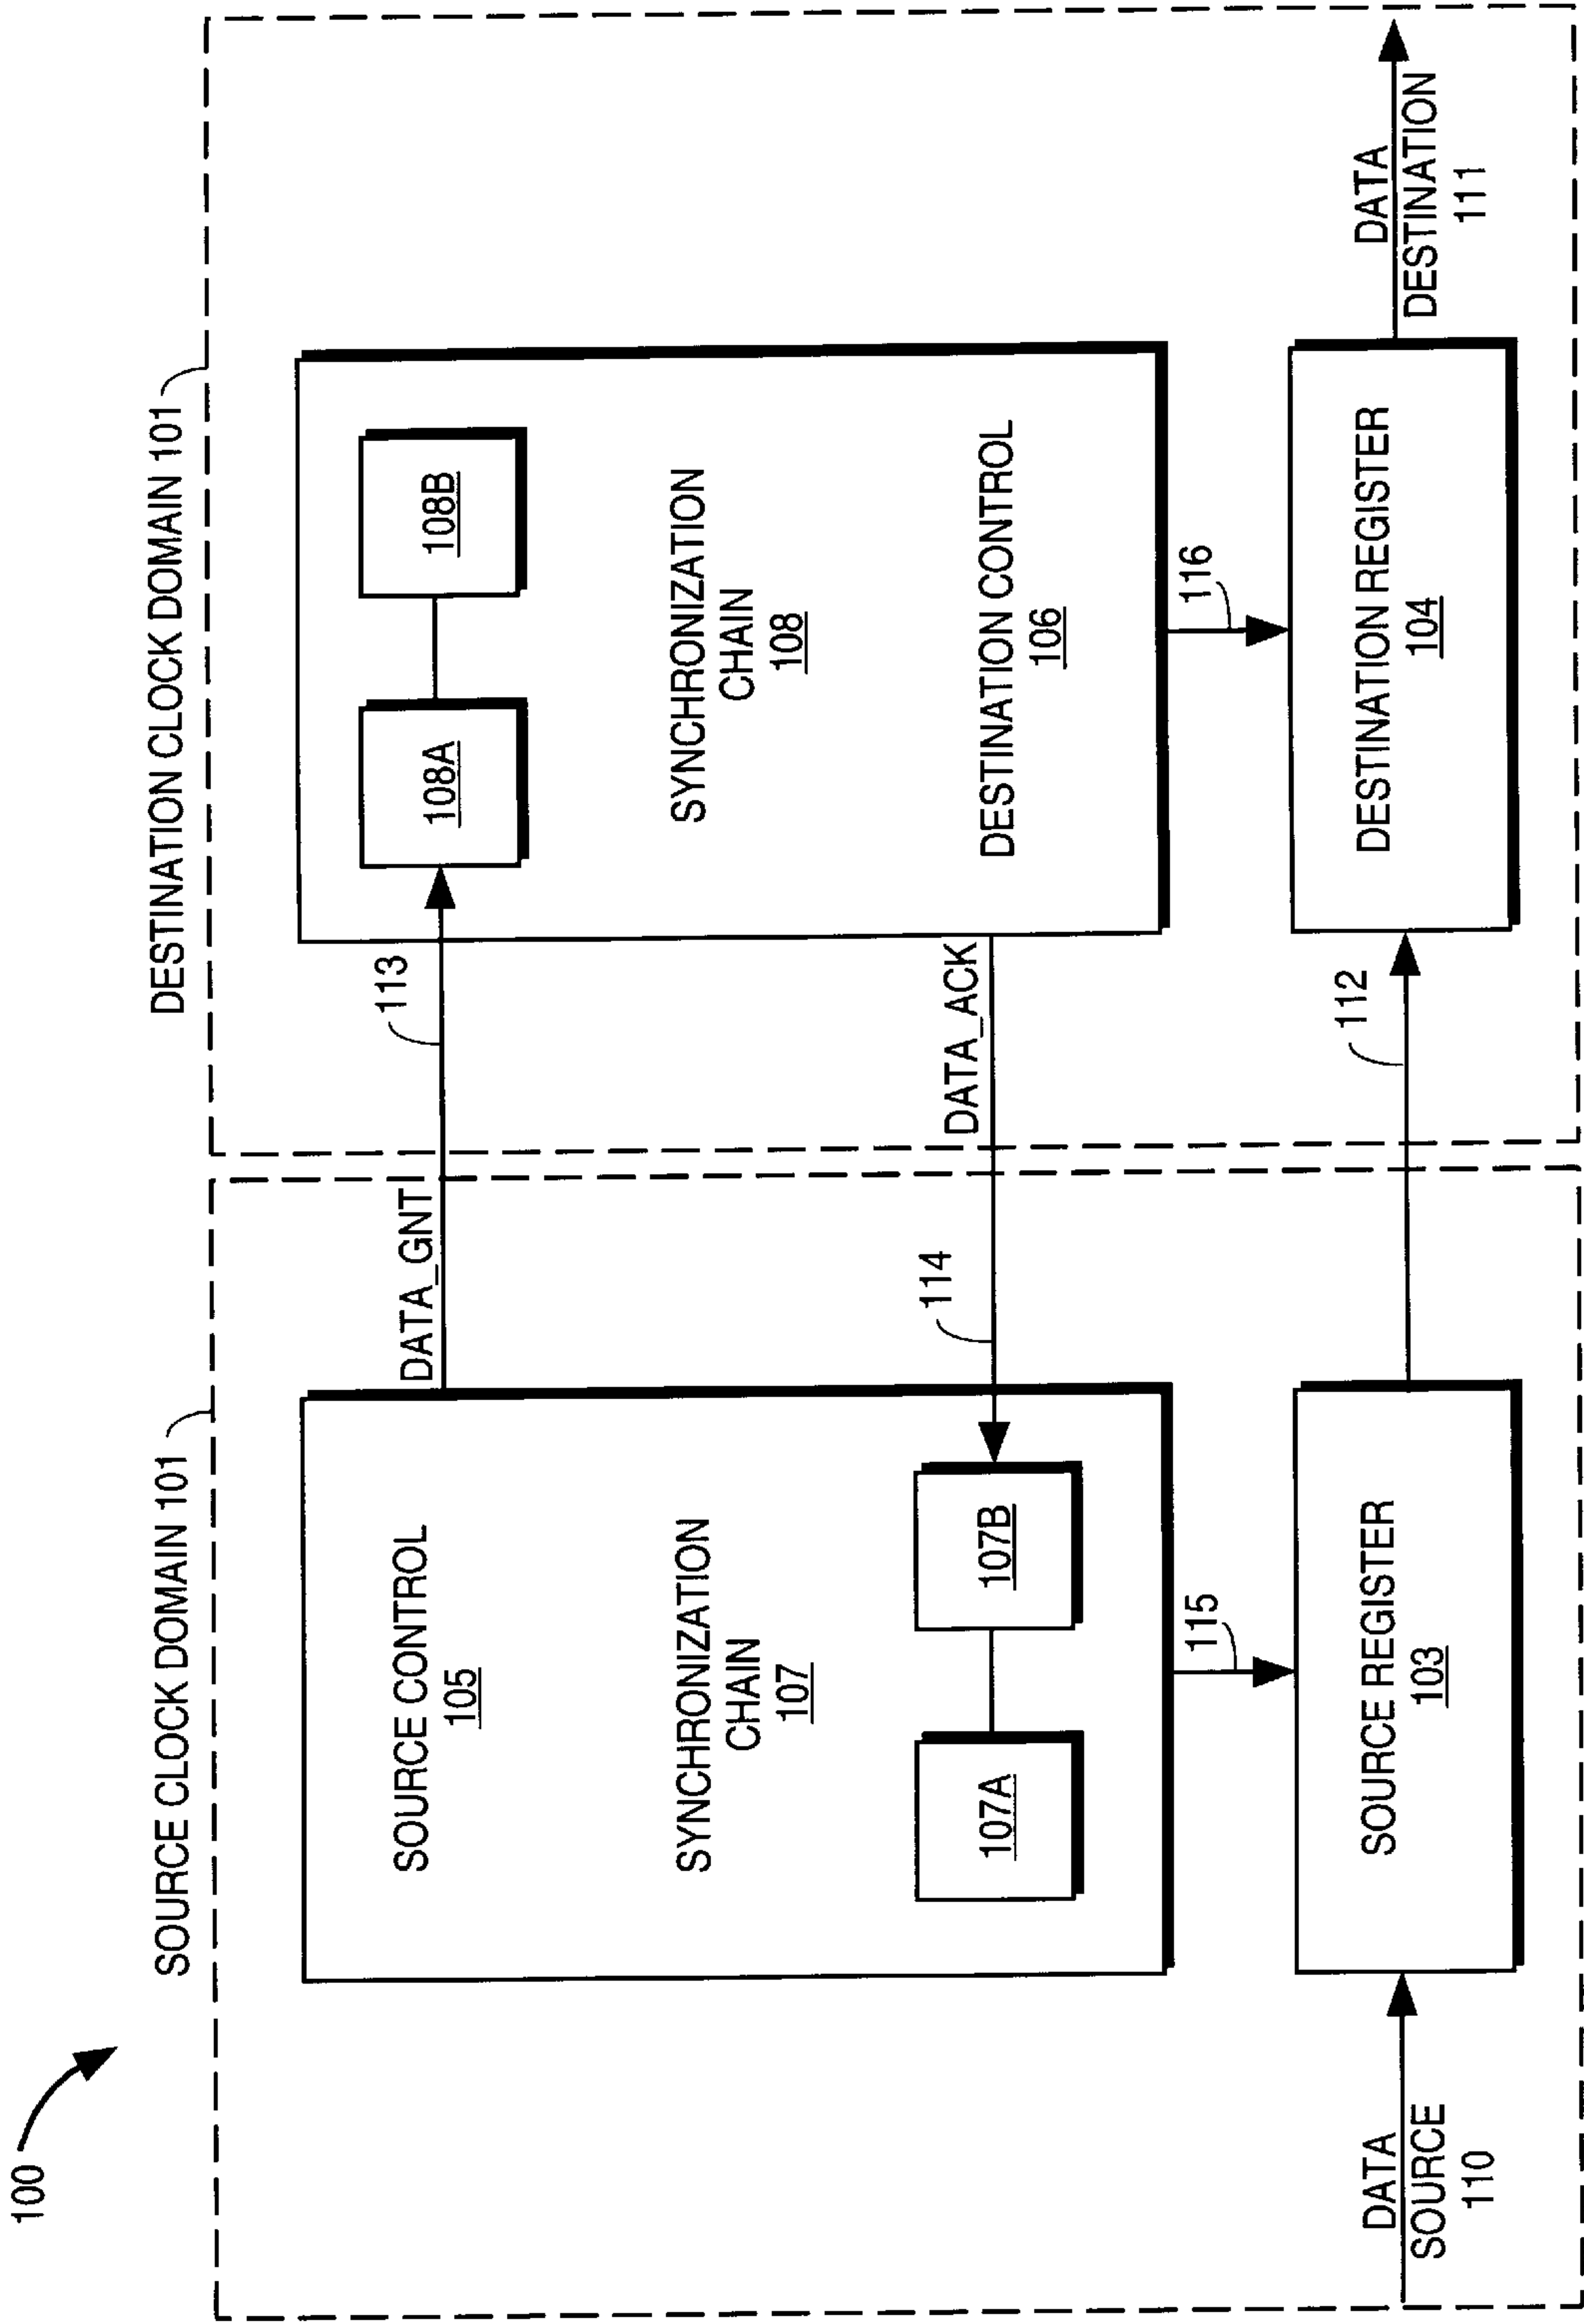 100
SOURCE CLOCK DOMAIN 101
DESTINATION CLOCK DOMAIN 101
SOURCE CONTROL
105
SYNCHRONIZATION
CHAIN
107
107A
107B
DATA_GNT
113
114
DATA_ACK
108A
108B
SYNCHRONIZATION
CHAIN
108
DESTINATION CONTROL
106
115
116
DATA
SOURCE
110
SOURCE REGISTER
103
112
DESTINATION REGISTER
104
DATA
DESTINATION
111